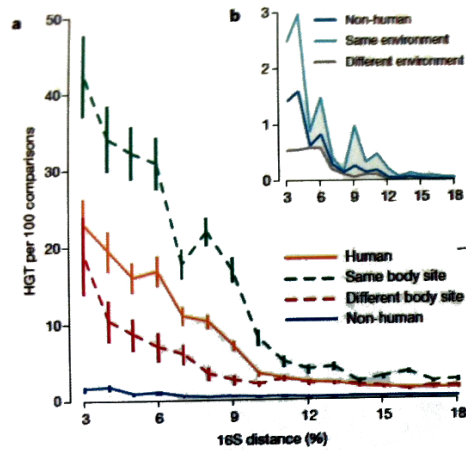 a
HGT per 100 comparisons
50
40
30
20
10
0
3
6
9
12
15
18
16S distance (%)
Human
Same body site
Different body site
Non-human
b
3
2
1
0
3
6
9
12
15
18
Non-human
Same environment
Different environment